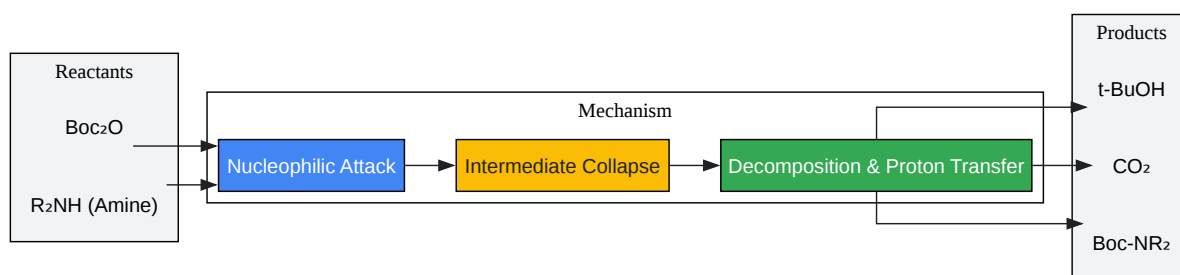 Reactants
Boc₂O
R₂NH (Amine)
Mechanism
Nucleophilic Attack
Intermediate Collapse
Decomposition & Proton Transfer
Products
t-BuOH
CO₂
Boc-NR₂